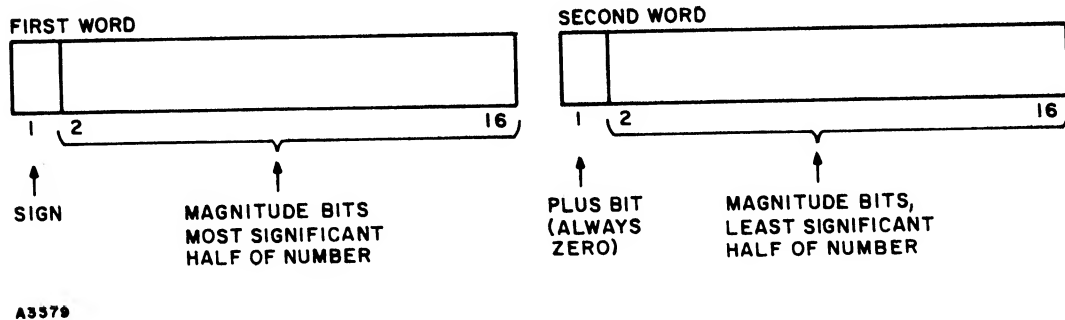 FIRST WORD
SECOND WORD
1 2 16
1 2 16
SIGN
MAGNITUDE BITS
MOST SIGNIFICANT
HALF OF NUMBER
PLUS BIT
(ALWAYS
ZERO)
MAGNITUDE BITS,
LEAST SIGNIFICANT
HALF OF NUMBER
A3579